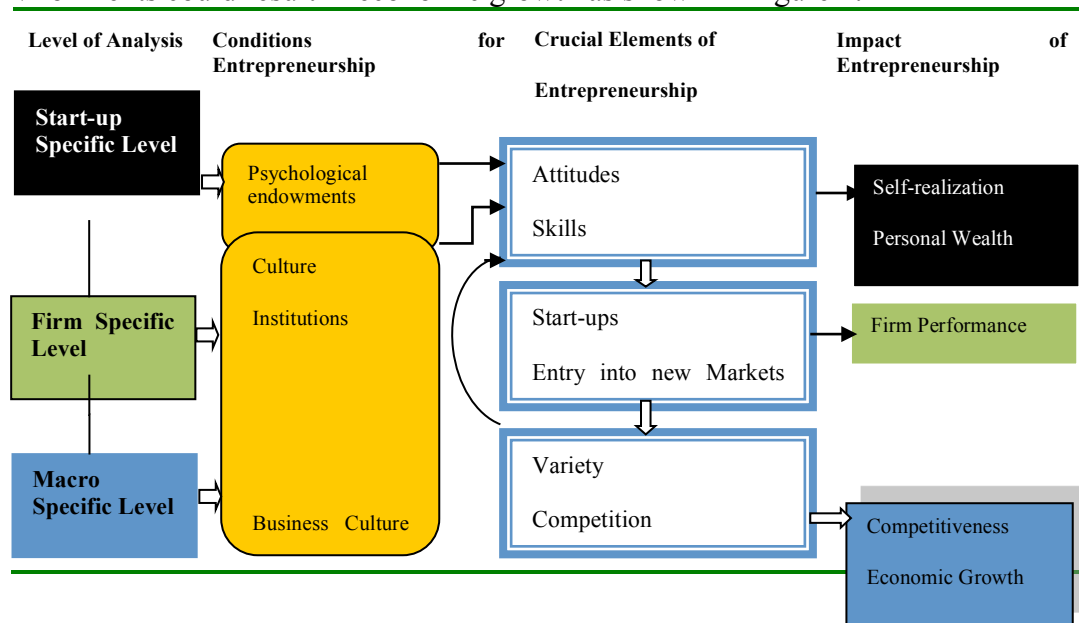 Level of Analysis
Conditions for
Entrepreneurship
Crucial Elements of
Entrepreneurship
Impact of
Entrepreneurship
Start-up
Specific Level
Psychological
endowments
Attitudes
Skills
Self-realization
Personal Wealth
Culture
Institutions
Firm Specific
Level
Start-ups
Entry into new Markets
Firm Performance
Macro
Specific Level
Business Culture
Variety
Competition
Competitiveness
Economic Growth